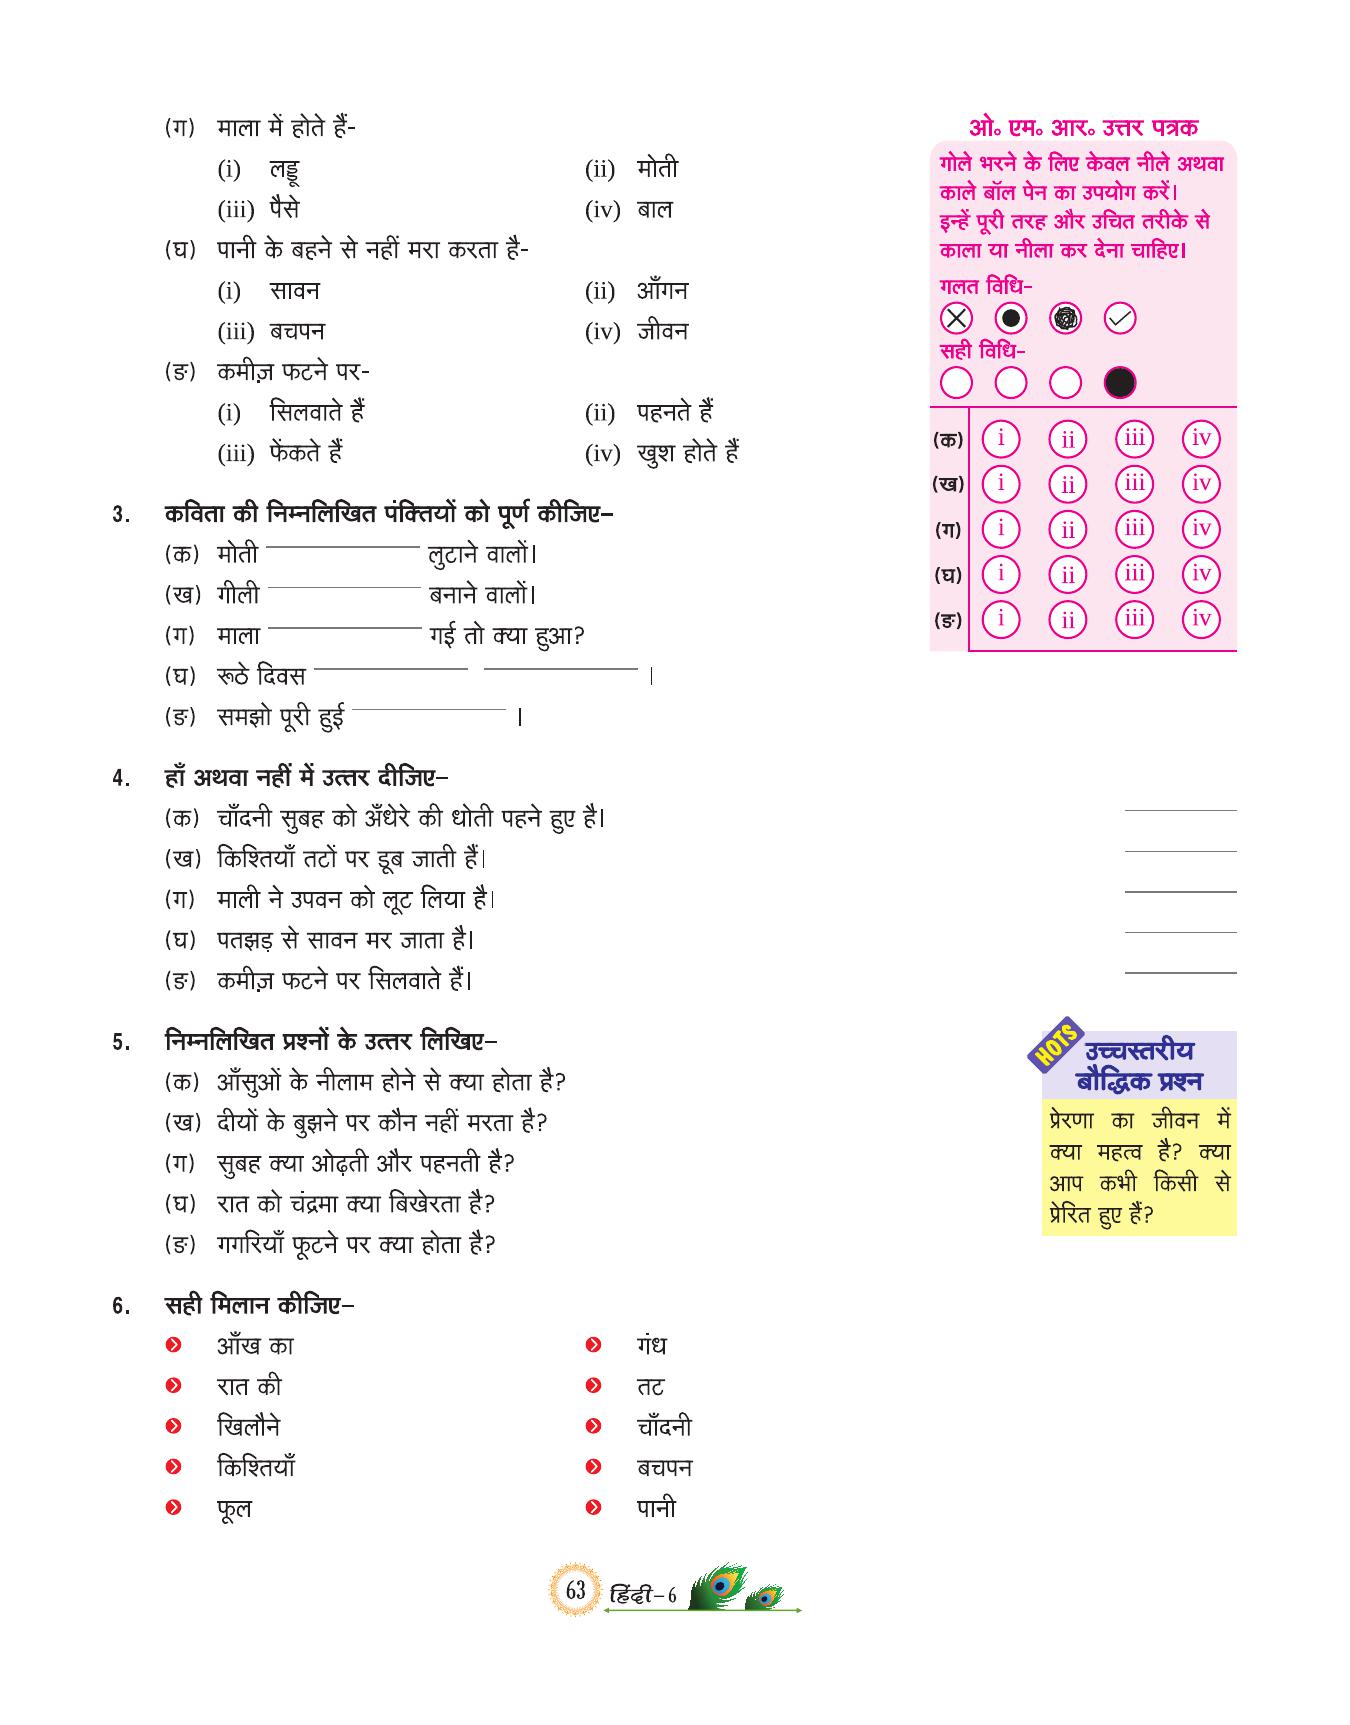 (ग) माला में होते हैं-
(i) लड्डू (ii) मोती
(iii) पैसे (iv) बाल
(घ) पानी के बहने से नहीं मरा करता है-
(i) सावन (ii) आँगन
(iii) बचपन (iv) जीवन
(ङ) कमीज़ फटने पर-
(i) सिलवाते हैं (ii) पहनते हैं
(iii) फेंकते हैं (iv) खुश होते हैं
ओ॰ एम॰ आर॰ उत्तर पत्रक
गोले भरने के लिए केवल नीले अथवा
काले बॉल पेन का उपयोग करें।
इन्हें पूरी तरह और उचित तरीके से
काला या नीला कर देना चाहिए।
गलत विधि–
सही विधि–
(क) i ii iii iv
(ख) i ii iii iv
(ग) i ii iii iv
(घ) i ii iii iv
(ङ) i ii iii iv
3. कविता की निम्नलिखित पंक्तियों को पूर्ण कीजिए–
(क) मोती ____________ लुटाने वालों।
(ख) गीली ____________ बनाने वालों।
(ग) माला ____________ गई तो क्या हुआ?
(घ) रूठे दिवस ____________ ____________ ।
(ङ) समझो पूरी हुई ____________ ।
4. हाँ अथवा नहीं में उत्तर दीजिए–
(क) चाँदनी सुबह को अँधेरे की धोती पहने हुए है। ________
(ख) किश्तियाँ तटों पर डूब जाती हैं। ________
(ग) माली ने उपवन को लूट लिया है। ________
(घ) पतझड़ से सावन मर जाता है। ________
(ङ) कमीज़ फटने पर सिलवाते हैं। ________
5. निम्नलिखित प्रश्नों के उत्तर लिखिए–
(क) आँसुओं के नीलाम होने से क्या होता है?
(ख) दीयों के बुझने पर कौन नहीं मरता है?
(ग) सुबह क्या ओढ़ती और पहनती है?
(घ) रात को चंद्रमा क्या बिखेरता है?
(ङ) गगरियाँ फूटने पर क्या होता है?
HOTS
उच्चस्तरीय
बौद्धिक प्रश्न
प्रेरणा का जीवन में
क्या महत्व है? क्या
आप कभी किसी से
प्रेरित हुए हैं?
6. सही मिलान कीजिए–
आँख का गंध
रात की तट
खिलौने चाँदनी
किश्तियाँ बचपन
फूल पानी
63 हिंदी–6